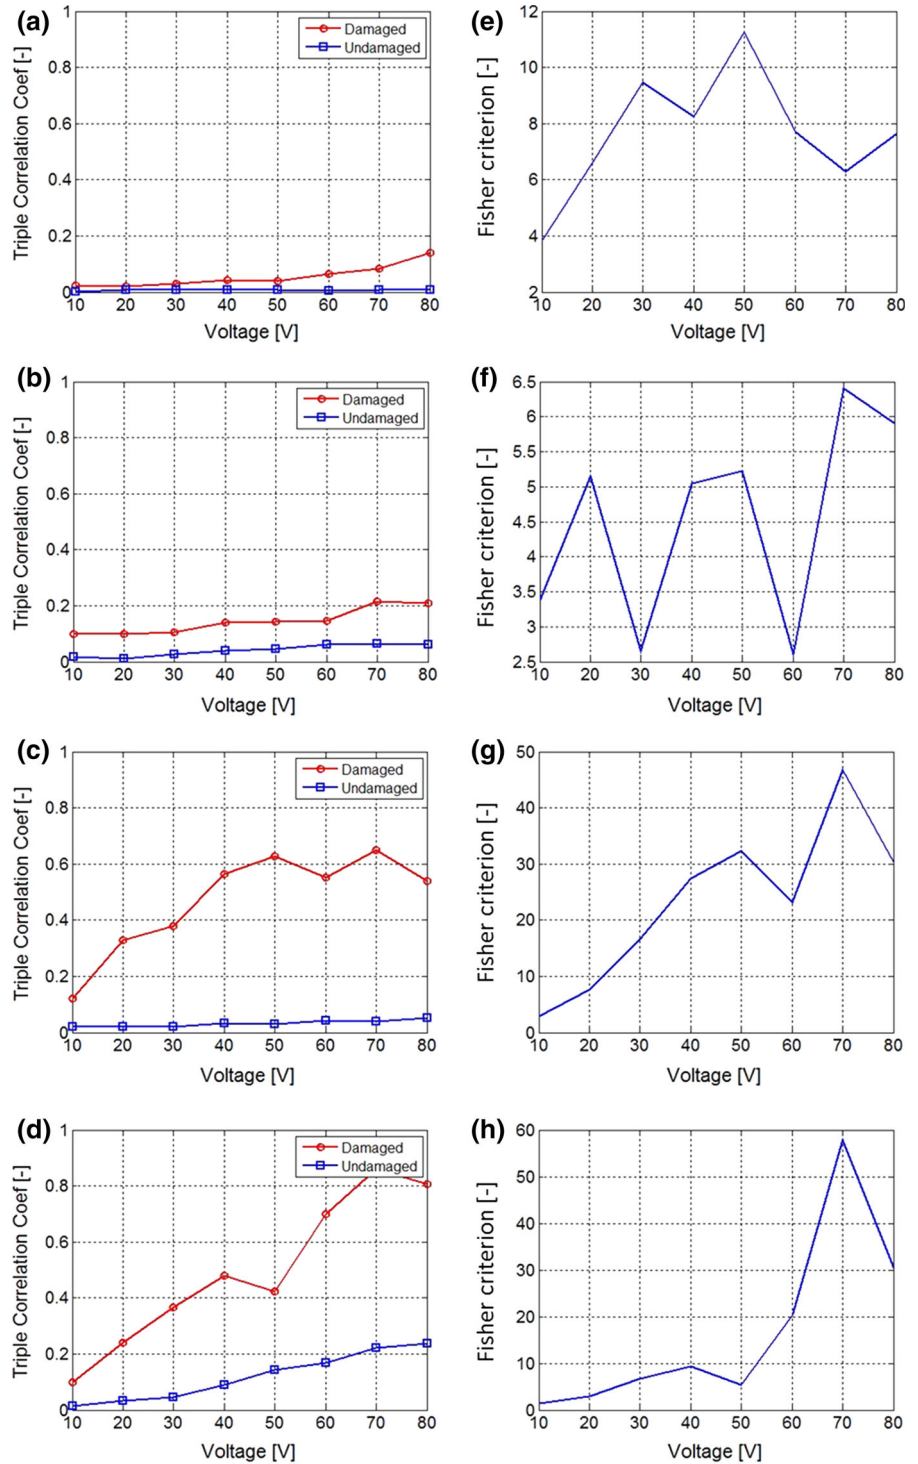 (a)
Triple Correlation Coef [-]
1
0.8
0.6
0.4
0.2
0
Damaged
Undamaged
10 20 30 40 50 60 70 80
Voltage [V]
(e)
Fisher criterion [-]
12
10
8
6
4
2
10 20 30 40 50 60 70 80
Voltage [V]
(b)
Triple Correlation Coef [-]
1
0.8
0.6
0.4
0.2
0
Damaged
Undamaged
10 20 30 40 50 60 70 80
Voltage [V]
(f)
Fisher criterion [-]
6.5
6
5.5
5
4.5
4
3.5
3
2.5
10 20 30 40 50 60 70 80
Voltage [V]
(c)
Triple Correlation Coef [-]
1
0.8
0.6
0.4
0.2
0
Damaged
Undamaged
10 20 30 40 50 60 70 80
Voltage [V]
(g)
Fisher criterion [-]
50
40
30
20
10
0
10 20 30 40 50 60 70 80
Voltage [V]
(d)
Triple Correlation Coef [-]
1
0.8
0.6
0.4
0.2
0
Damaged
Undamaged
10 20 30 40 50 60 70 80
Voltage [V]
(h)
Fisher criterion [-]
60
50
40
30
20
10
0
10 20 30 40 50 60 70 80
Voltage [V]